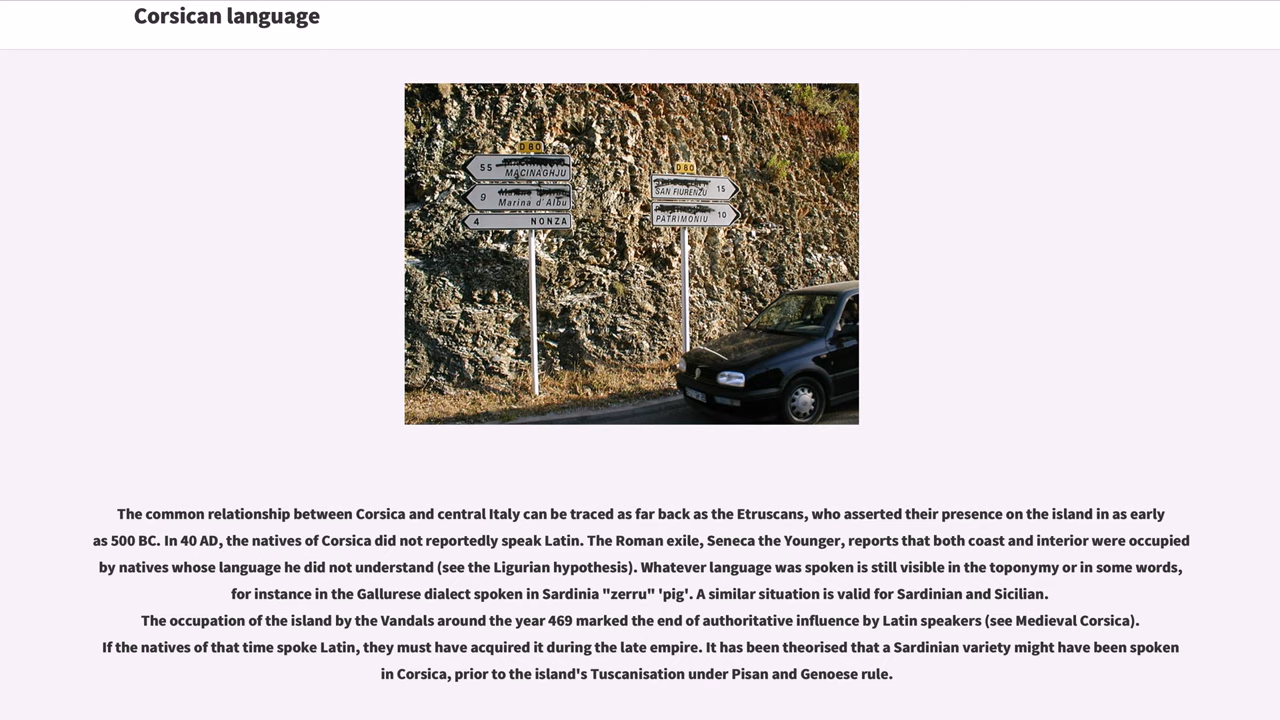 Corsican language
D 80
55
MACINAGHJU
9
Marina d'Albu
4 NONZA
D 80
SAN FIURENZU 15
PATRIMONIU 10
The common relationship between Corsica and central Italy can be traced as far back as the Etruscans, who asserted their presence on the island in as early
as 500 BC. In 40 AD, the natives of Corsica did not reportedly speak Latin. The Roman exile, Seneca the Younger, reports that both coast and interior were occupied
by natives whose language he did not understand (see the Ligurian hypothesis). Whatever language was spoken is still visible in the toponymy or in some words,
for instance in the Gallurese dialect spoken in Sardinia "zerru" 'pig'. A similar situation is valid for Sardinian and Sicilian.
The occupation of the island by the Vandals around the year 469 marked the end of authoritative influence by Latin speakers (see Medieval Corsica).
If the natives of that time spoke Latin, they must have acquired it during the late empire. It has been theorised that a Sardinian variety might have been spoken
in Corsica, prior to the island's Tuscanisation under Pisan and Genoese rule.